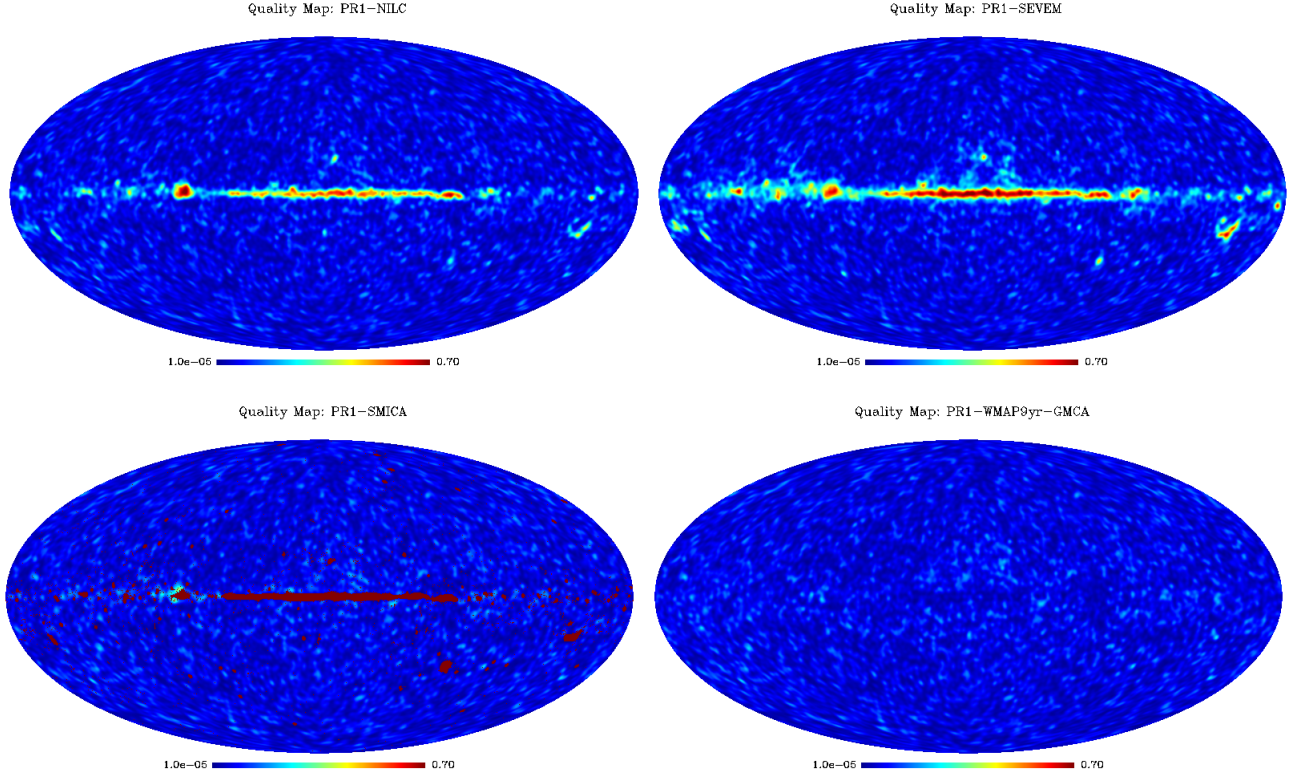 Quality Map: PR1-NILC
Quality Map: PR1-SEVEM
1.0e-05 0.70
1.0e-05 0.70
Quality Map: PR1-SMICA
Quality Map: PR1-WMAP9yr-GMCA
1.0e-05 0.70
1.0e-05 0.70